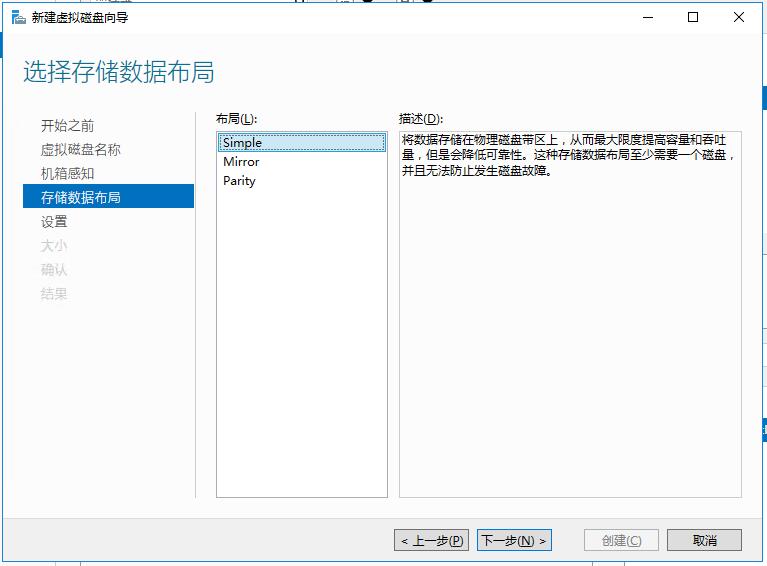 新建虚拟磁盘向导
选择存储数据布局
开始之前
虚拟磁盘名称
机箱感知
存储数据布局
设置
大小
确认
结果
布局(L):
Simple
Mirror
Parity
描述(D):
将数据存储在物理磁盘带区上，从而最大限度提高容量和吞吐
量，但是会降低可靠性。这种存储数据布局至少需要一个磁盘，
并且无法防止发生磁盘故障。
< 上一步(P)
下一步(N) >
创建(C)
取消